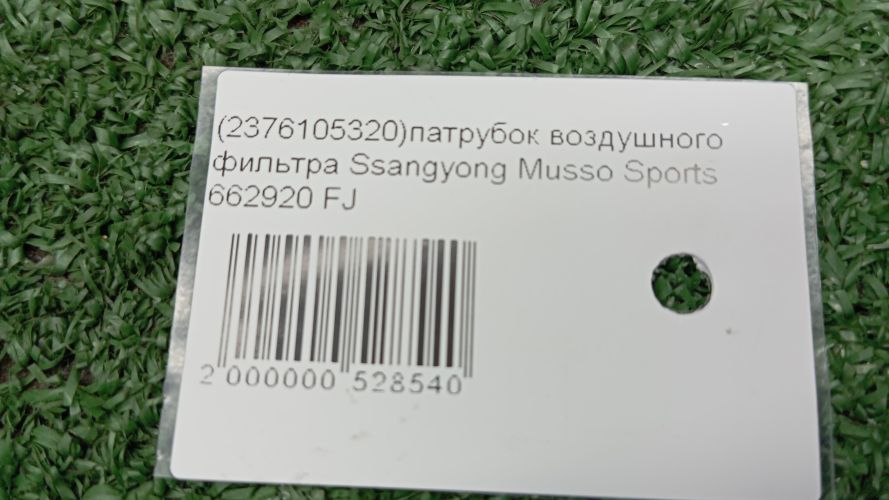 (2376105320)патрубок воздушного
фильтра Ssangyong Musso Sports
662920 FJ
2 000000 528540